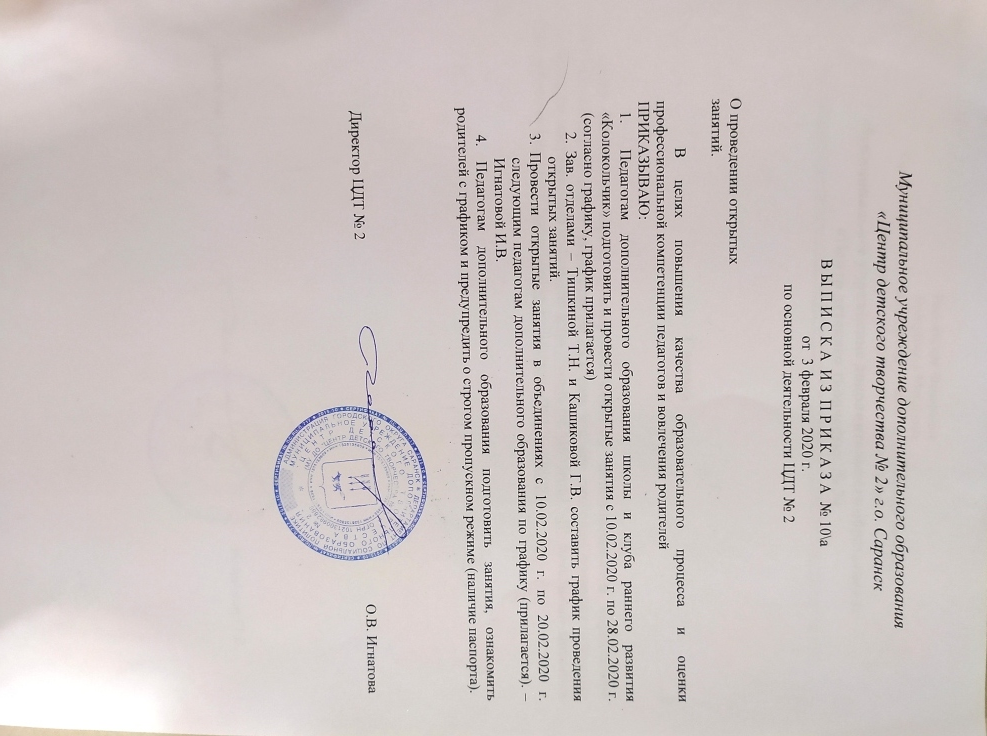 Муниципальное учреждение дополнительного образования
«Центр детского творчества № 2» г.о. Саранск
В Ы П И С К А И З П Р И К А З А № 10\а
от 3 февраля 2020 г.
по основной деятельности ЦДТ № 2
О проведении открытых
занятий.
В целях повышения качества образовательного процесса и оценки
профессиональной компетенции педагогов и вовлечения родителей
ПРИКАЗЫВАЮ:
1. Педагогам дополнительного образования школы и клуба раннего развития
«Колокольчик» подготовить и провести открытые занятия с 10.02.2020 г. по 28.02.2020 г.
(согласно графику, график прилагается)
2. Зав. отделами – Тишкиной Т.Н. и Кашиковой Г.В. составить график проведения
открытых занятий.
3. Провести открытые занятия в объединениях с 10.02.2020 г. по 20.02.2020 г.
следующим педагогам дополнительного образования по графику (прилагается). –
Игнатовой И.В.
4. Педагогам дополнительного образования подготовить занятия, ознакомить
родителей с графиком и предупредить о строгом пропускном режиме (наличие паспорта).
Директор ЦДТ № 2
О.В. Игнатова